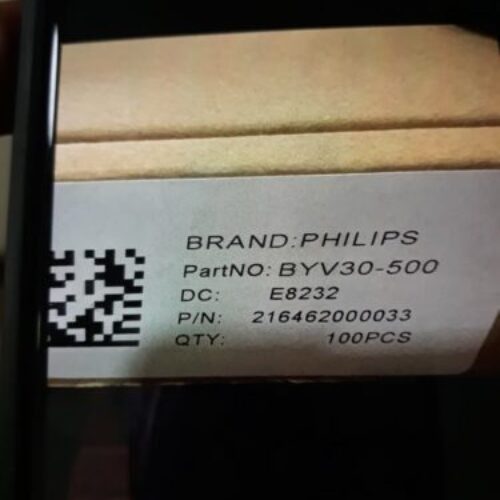 BRAND:PHILIPS
PartNO: BYV30-500
DC: E8232
P/N: 216462000033
QTY: 100PCS